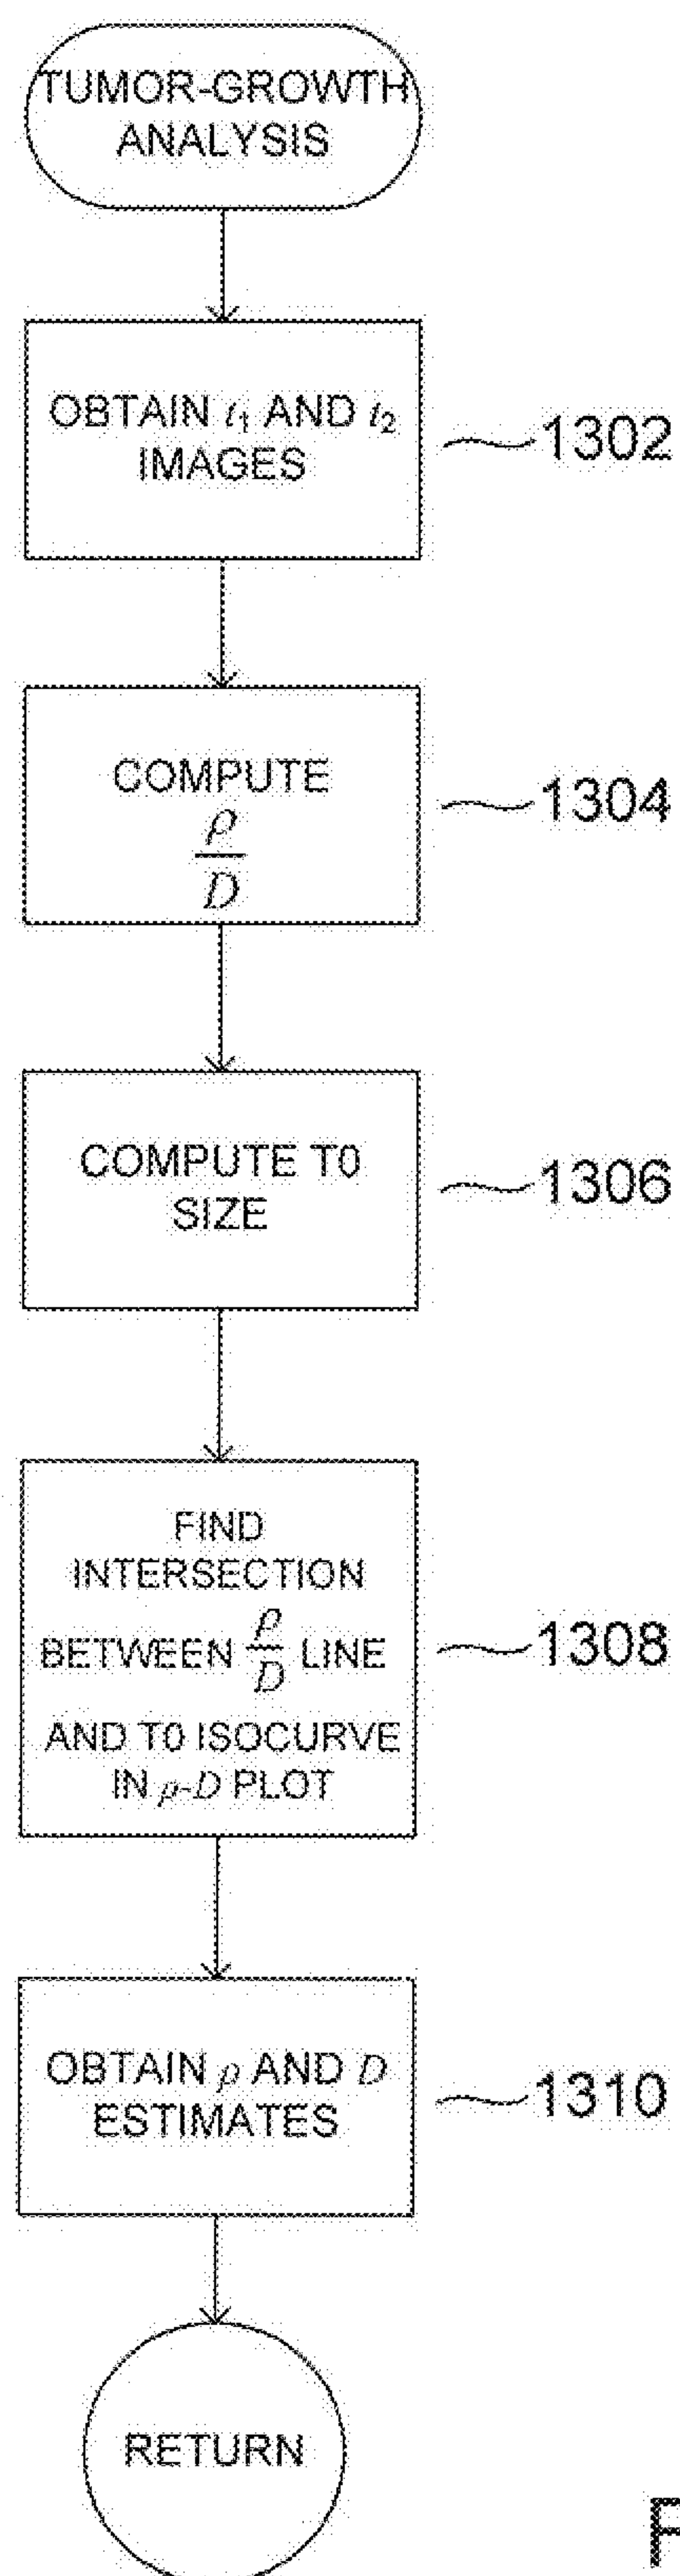 TUMOR-GROWTH
ANALYSIS
OBTAIN t₁ AND t₂
IMAGES
1302
COMPUTE
ρ
D
1304
COMPUTE T0
SIZE
1306
FIND
INTERSECTION
BETWEEN ρ/D LINE
AND T0 ISOCURVE
IN ρ-D PLOT
1308
OBTAIN ρ AND D
ESTIMATES
1310
RETURN
F